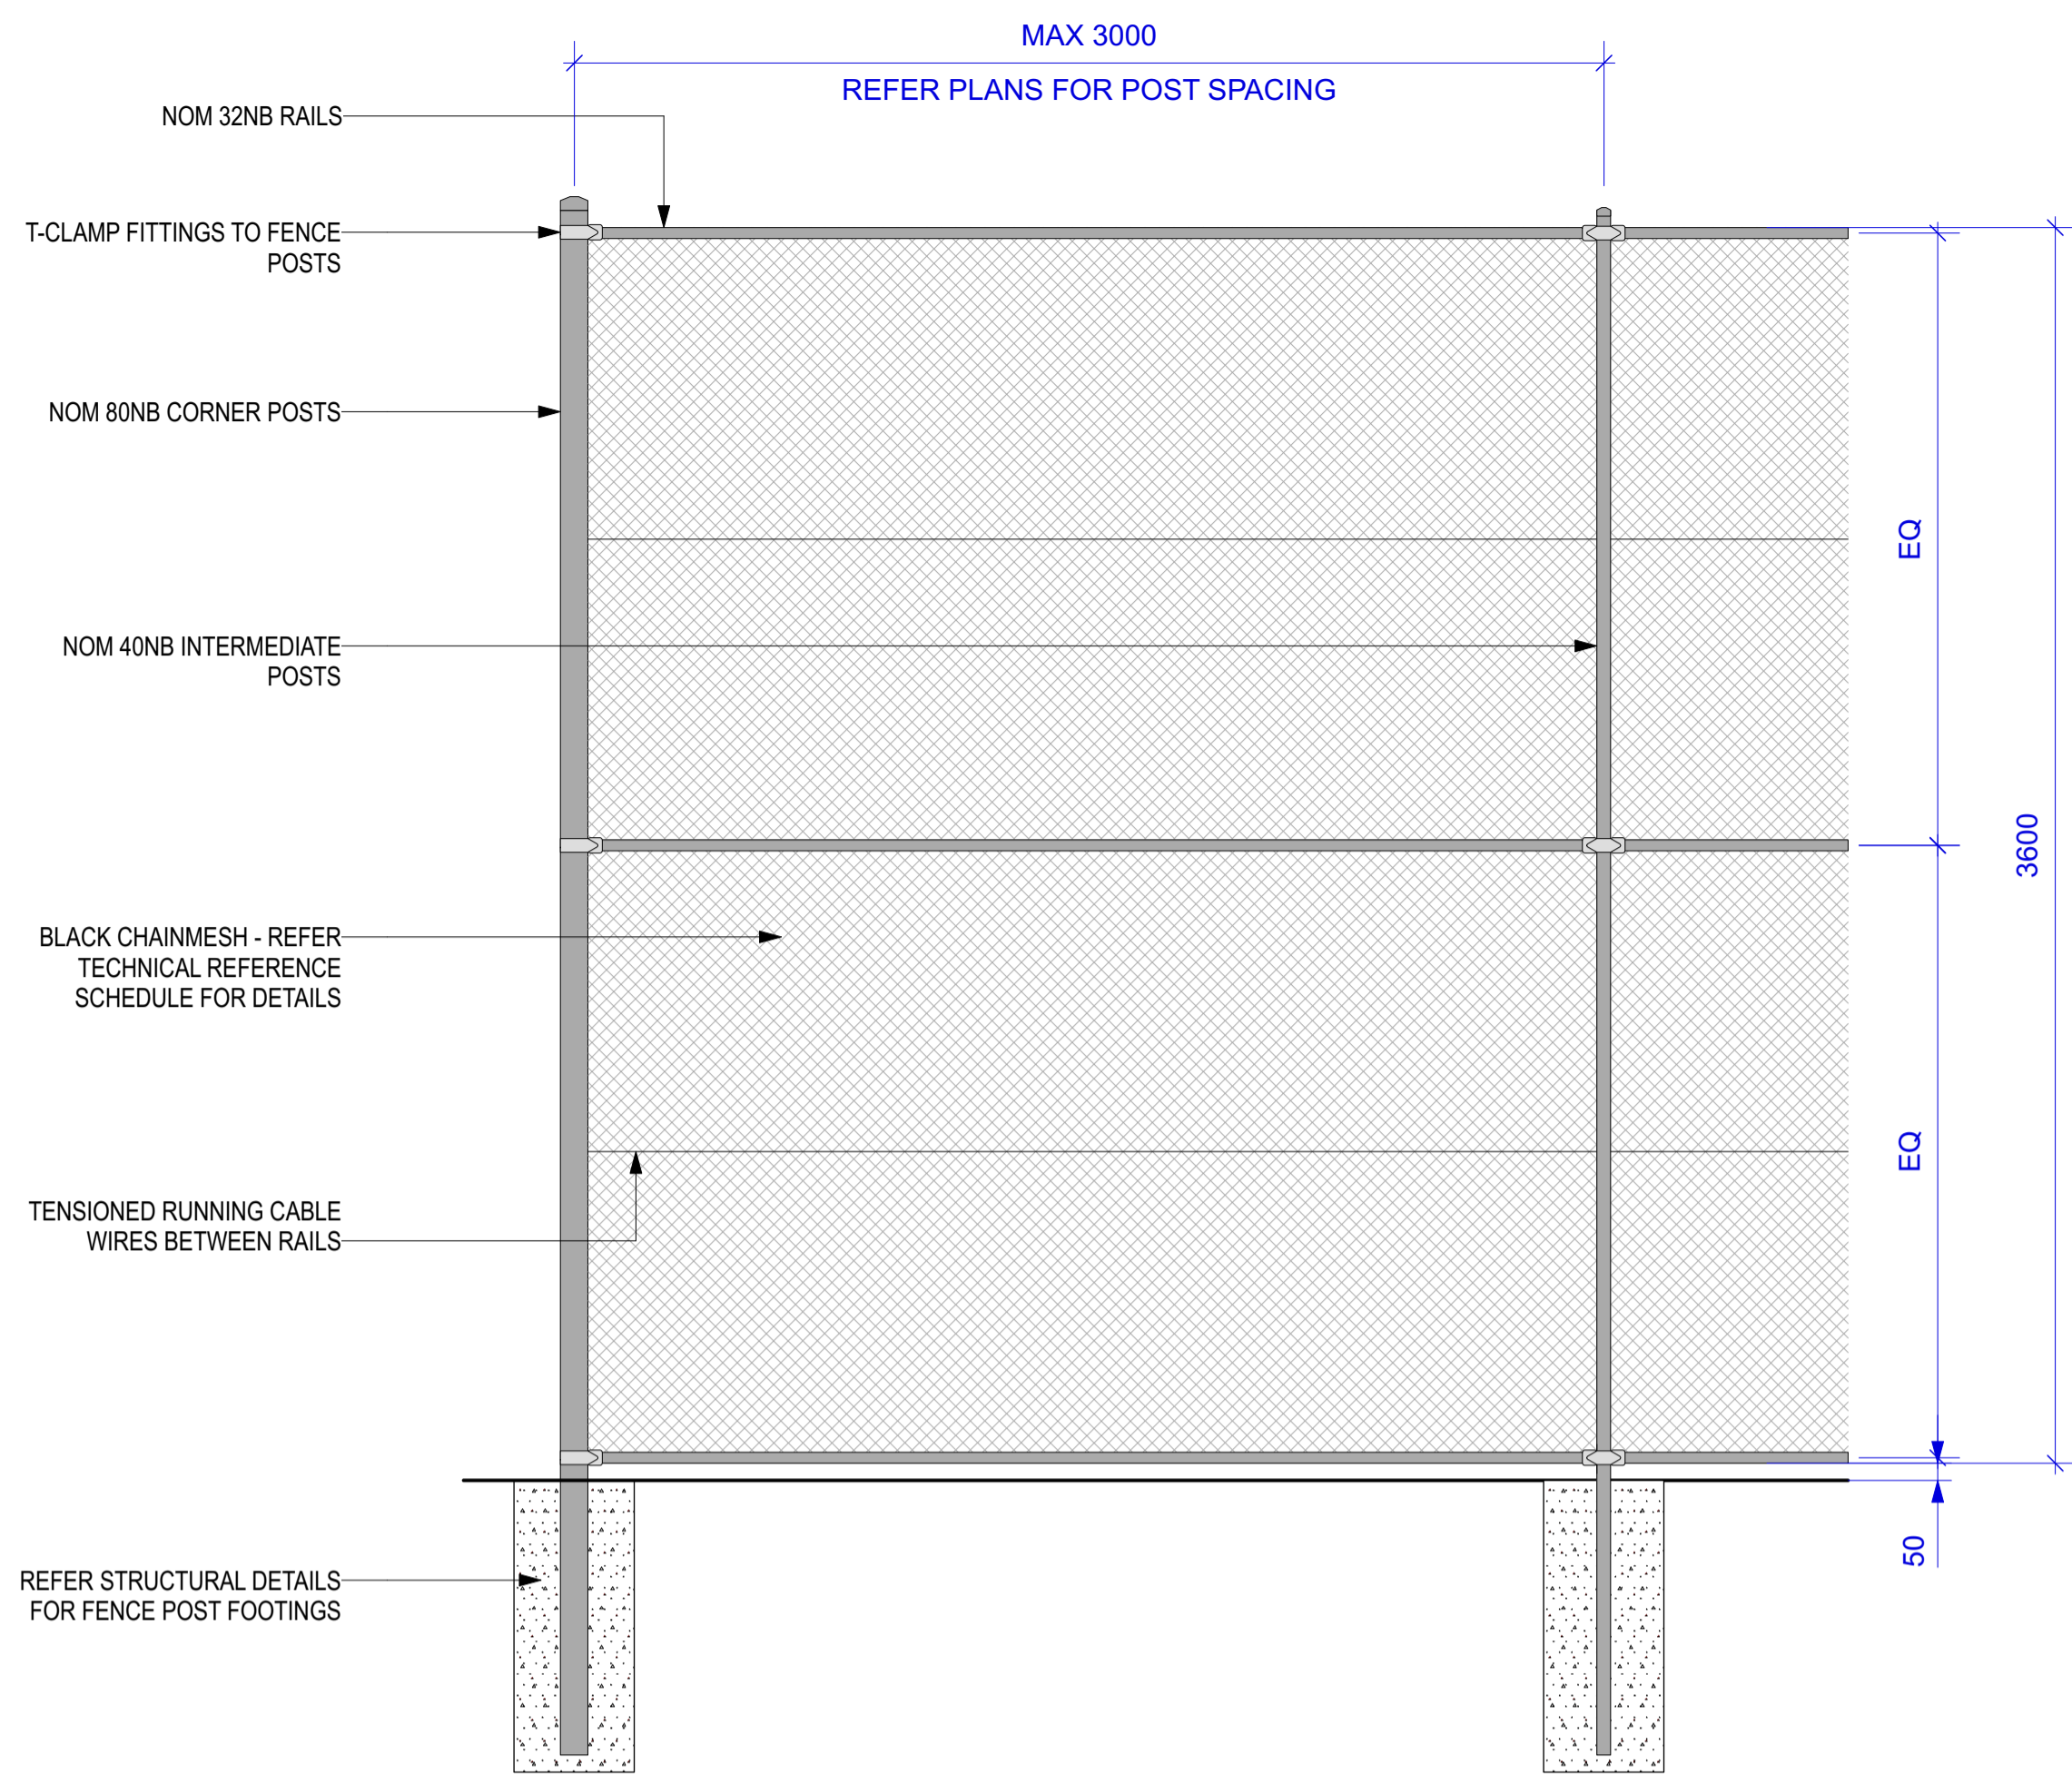 MAX 3000
REFER PLANS FOR POST SPACING
NOM 32NB RAILS
T-CLAMP FITTINGS TO FENCE
POSTS
NOM 80NB CORNER POSTS
EQ
NOM 40NB INTERMEDIATE
POSTS
3600
BLACK CHAINMESH - REFER
TECHNICAL REFERENCE
SCHEDULE FOR DETAILS
EQ
TENSIONED RUNNING CABLE
WIRES BETWEEN RAILS
50
REFER STRUCTURAL DETAILS
FOR FENCE POST FOOTINGS